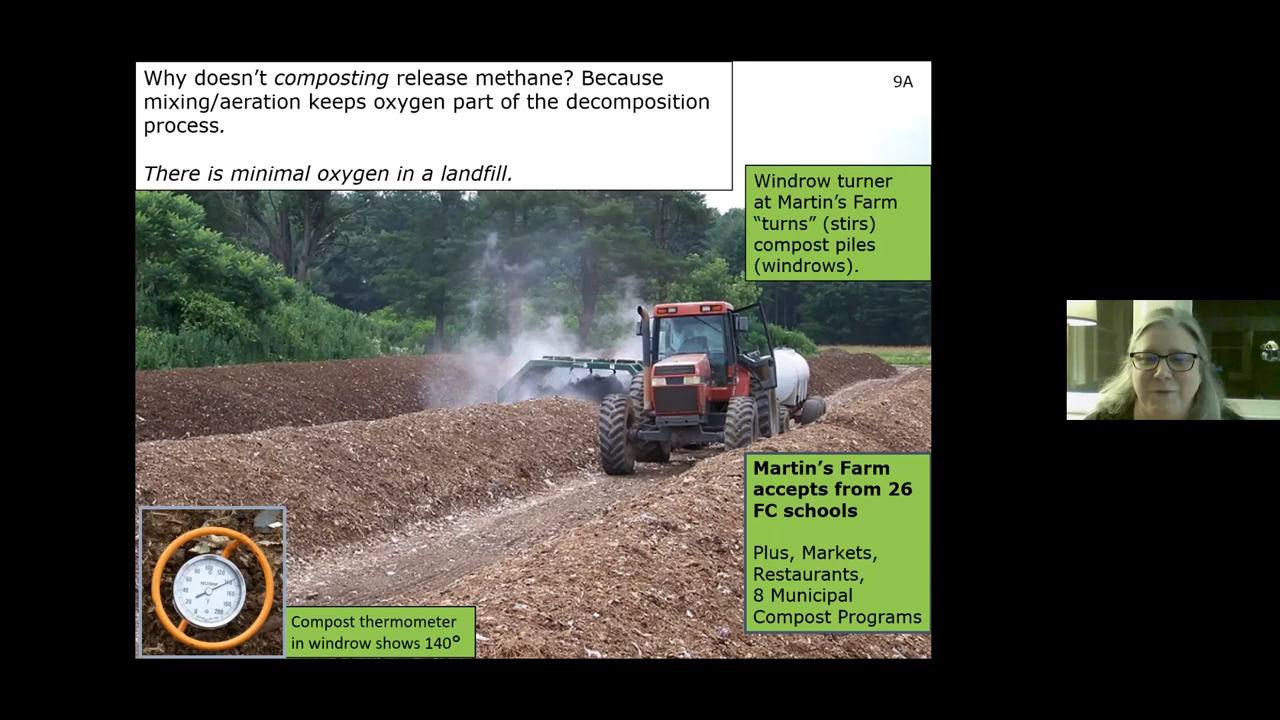 Why doesn't composting release methane? Because
mixing/aeration keeps oxygen part of the decomposition
process.
There is minimal oxygen in a landfill.
9A
Windrow turner
at Martin's Farm
“turns” (stirs)
compost piles
(windrows).
Martin's Farm
accepts from 26
FC schools
Plus, Markets,
Restaurants,
8 Municipal
Compost Programs
Compost thermometer
in windrow shows 140°